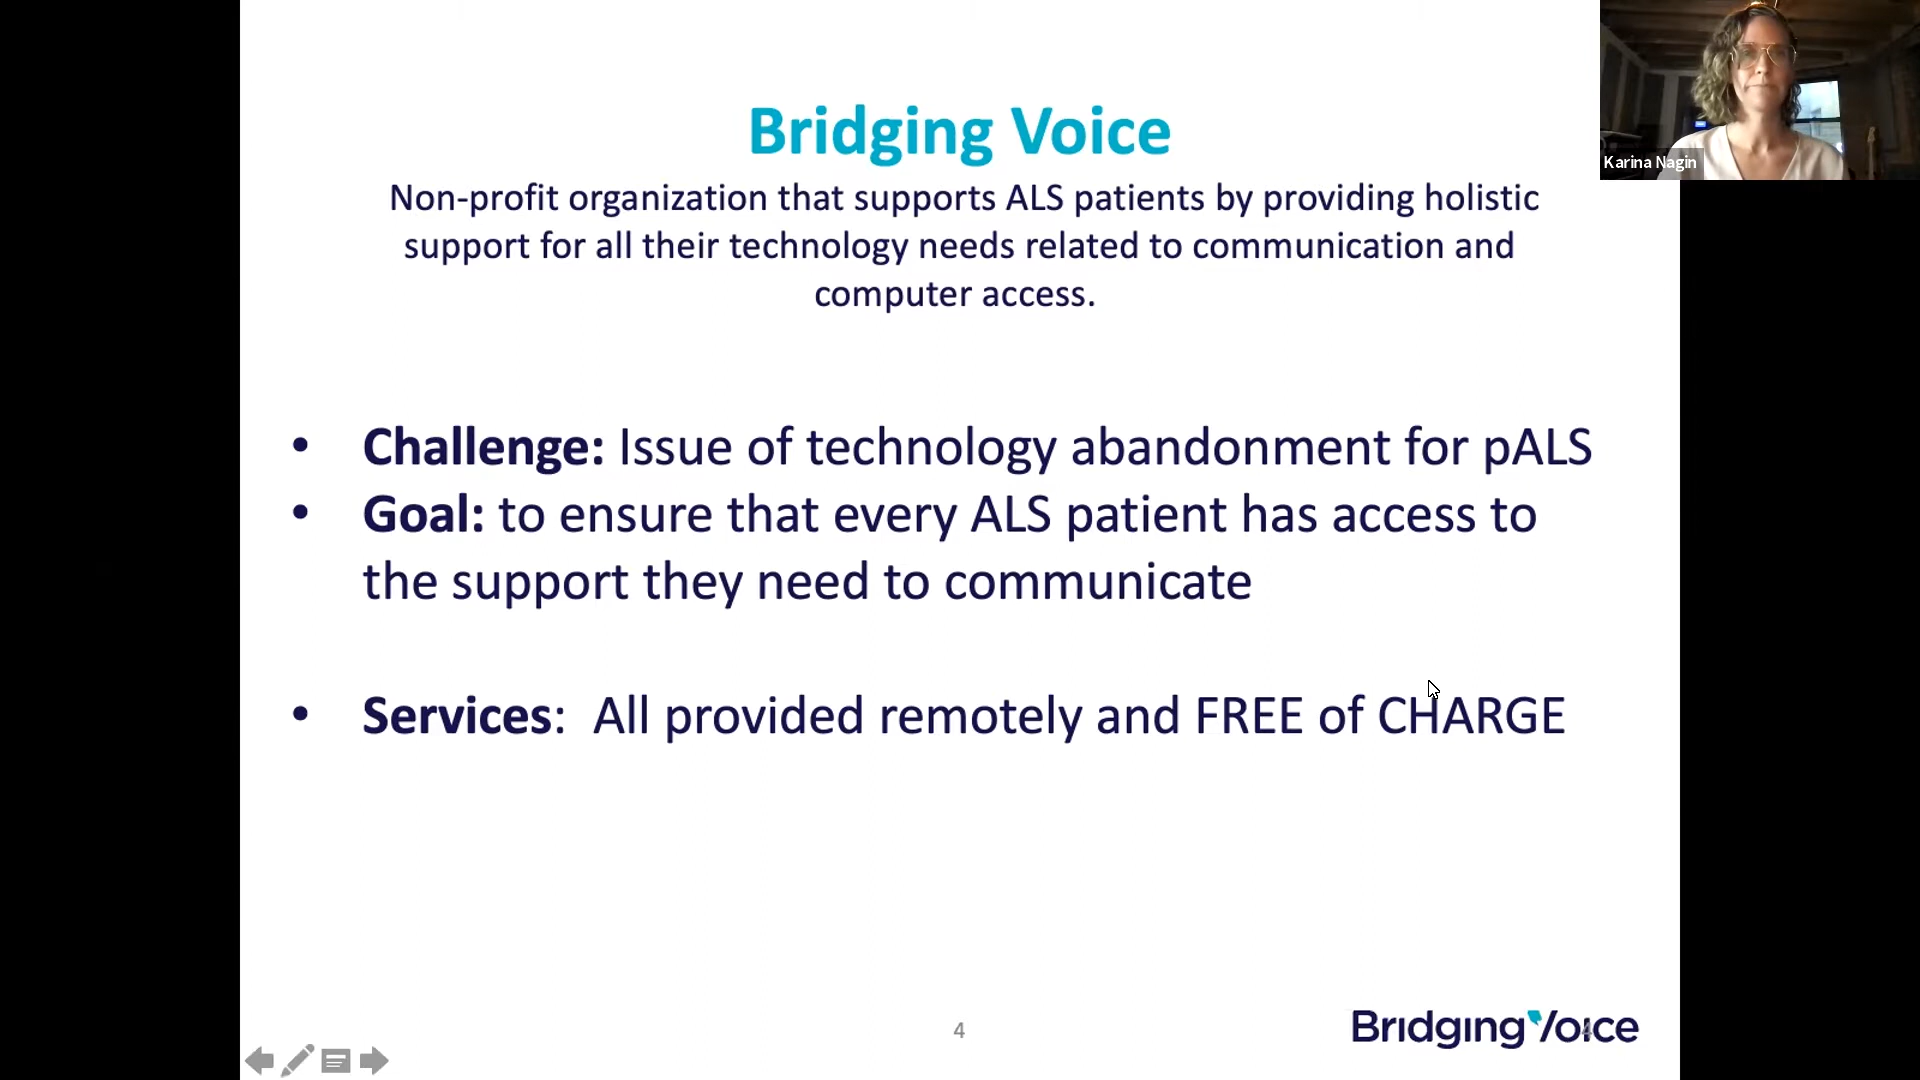 Bridging Voice
Non-profit organization that supports ALS patients by providing holistic
support for all their technology needs related to communication and
computer access.
• Challenge: Issue of technology abandonment for pALS
• Goal: to ensure that every ALS patient has access to
the support they need to communicate
• Services: All provided remotely and FREE of CHARGE
4
Bridging Voice
4
Karina Nagin